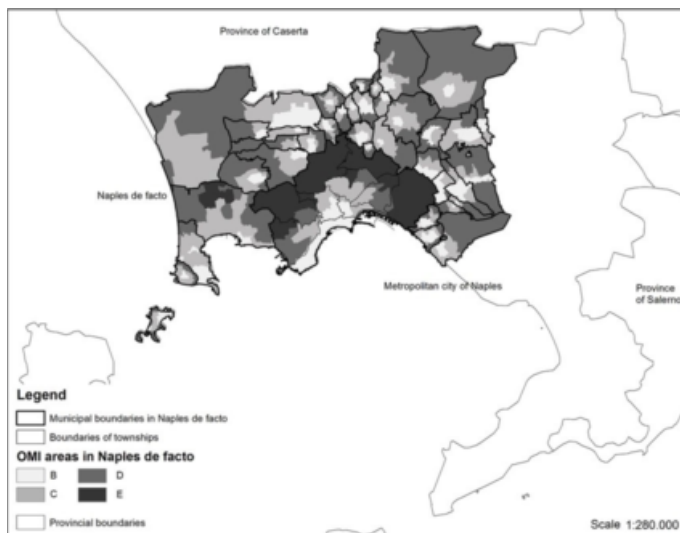 Province of Caserta
Naples de facto
Metropolitan city of Naples
Province
of Salerno
Legend
Municipal boundaries in Naples de facto
Boundaries of townships
OMI areas in Naples de facto
B
D
C
E
Provincial boundaries
Scale 1:280.000